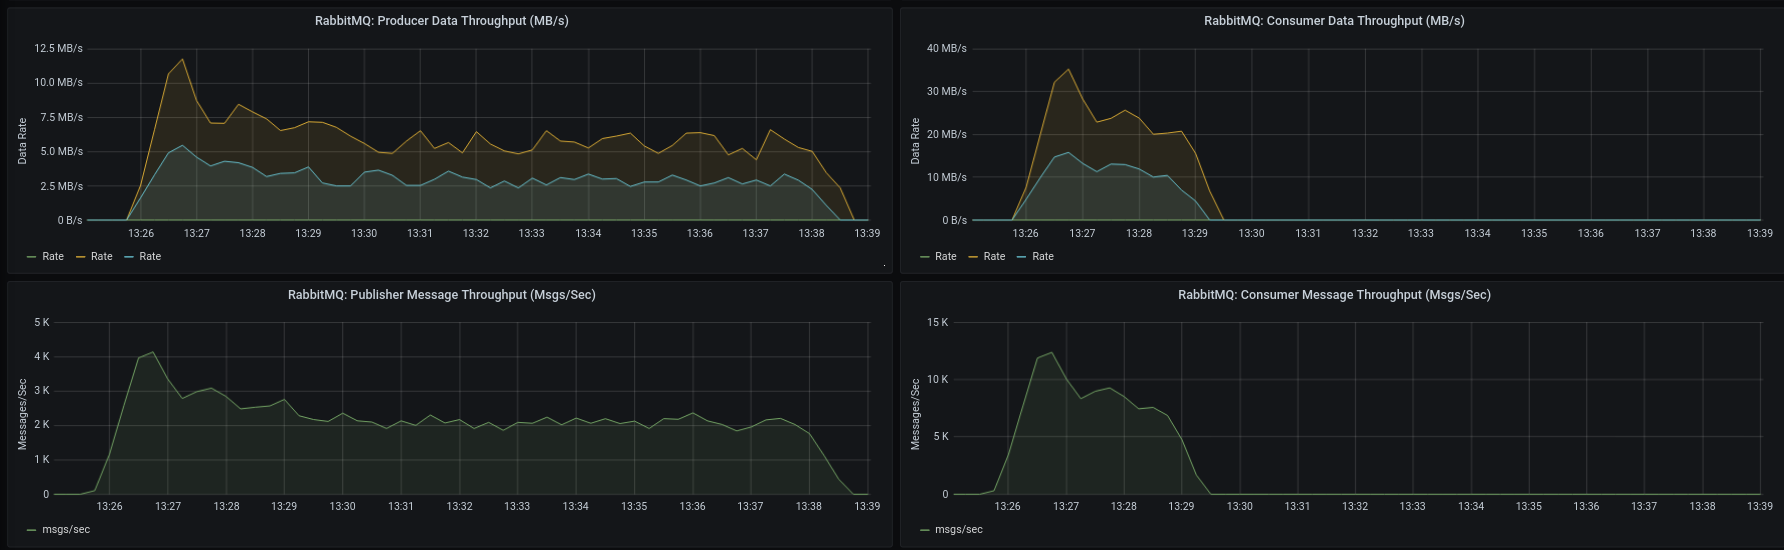 RabbitMQ: Producer Data Throughput (MB/s)
12.5 MB/s
10.0 MB/s
7.5 MB/s
5.0 MB/s
2.5 MB/s
0 B/s
Data Rate
13:26 13:27 13:28 13:29 13:30 13:31 13:32 13:33 13:34 13:35 13:36 13:37 13:38 13:39
Rate Rate Rate
RabbitMQ: Consumer Data Throughput (MB/s)
40 MB/s
30 MB/s
20 MB/s
10 MB/s
0 B/s
Data Rate
13:26 13:27 13:28 13:29 13:30 13:31 13:32 13:33 13:34 13:35 13:36 13:37 13:38 13:39
Rate Rate Rate
RabbitMQ: Publisher Message Throughput (Msgs/Sec)
5 K
4 K
3 K
2 K
1 K
0
Messages/Sec
13:26 13:27 13:28 13:29 13:30 13:31 13:32 13:33 13:34 13:35 13:36 13:37 13:38 13:39
msgs/sec
RabbitMQ: Consumer Message Throughput (Msgs/Sec)
15 K
10 K
5 K
0
Messages/Sec
13:26 13:27 13:28 13:29 13:30 13:31 13:32 13:33 13:34 13:35 13:36 13:37 13:38 13:39
msgs/sec